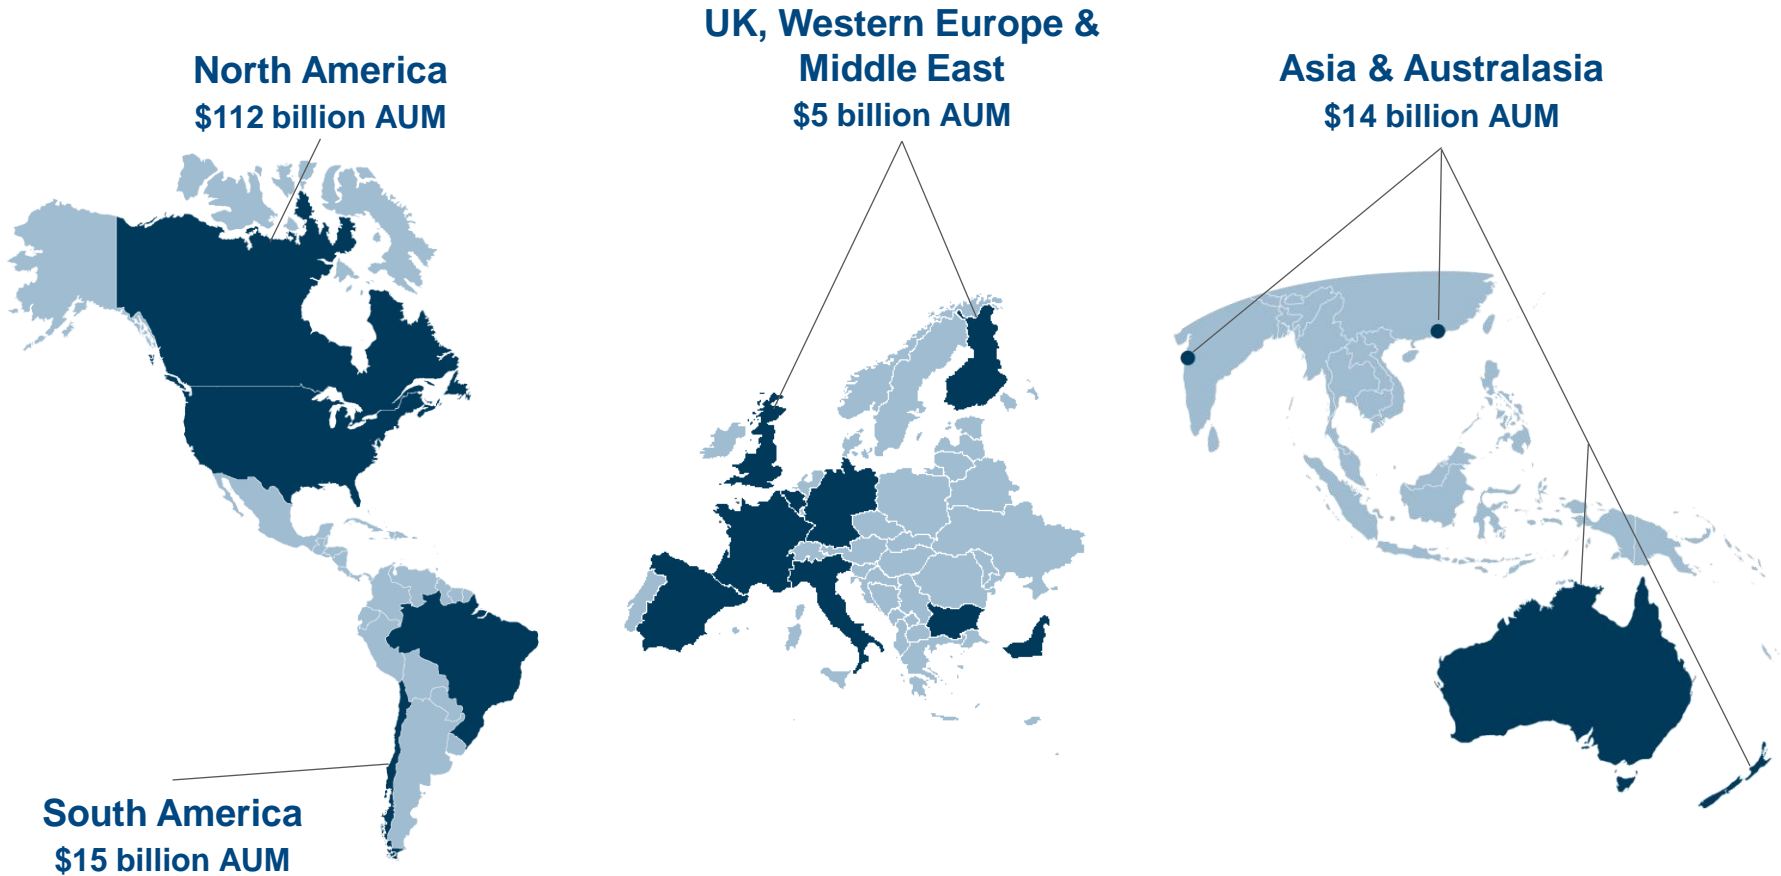 North America
$112 billion AUM
UK, Western Europe &
Middle East
$5 billion AUM
Asia & Australasia
$14 billion AUM
South America
$15 billion AUM